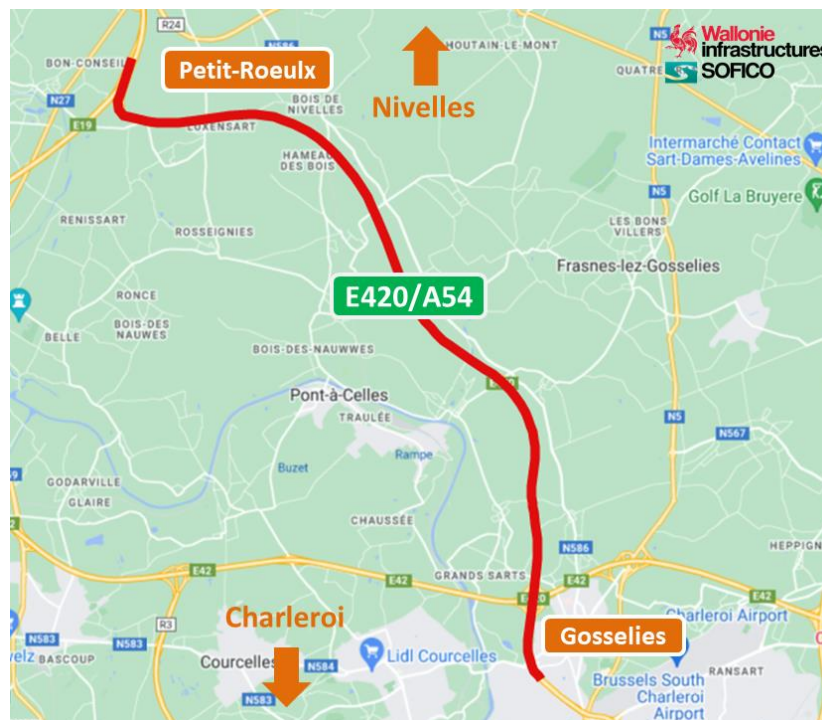 R24
N586
HOUTAIN-LE-MONT
N5
Wallonie
infrastructures
SOFICO
BON-CONSEIL
Petit-Roeulx
QUATRE
N27
BOIS DE
NIVELLES
Nivelles
E19
LUXENSART
Intermarché Contact
Sart-Dames-Avelines
HAMEAU
DES BOIS
N5
Golf La Bruyere
RENISSART
ROSSEIGNIES
LES BONS
VILLERS
Frasnes-lez-Gosselies
RONCE
E420/A54
BELLE
BOIS-DES
NAUWES
BOIS-DES-NAUWWES
Pont-à-Celles
TRAULÉE
N5
N567
Buzet
Rampe
GODARVILLE
GLAIRE
CHAUSSÉE
N586
HEPPIGN
E42
E42
GRANDS SARTS
E42
E42
Charleroi
Charleroi Airport
R3
N583
N583
Gosselies
velz
BASCOUP
Courcelles
N584
Lidl Courcelles
RANSART
N583
Brussels South
Charleroi
Airport